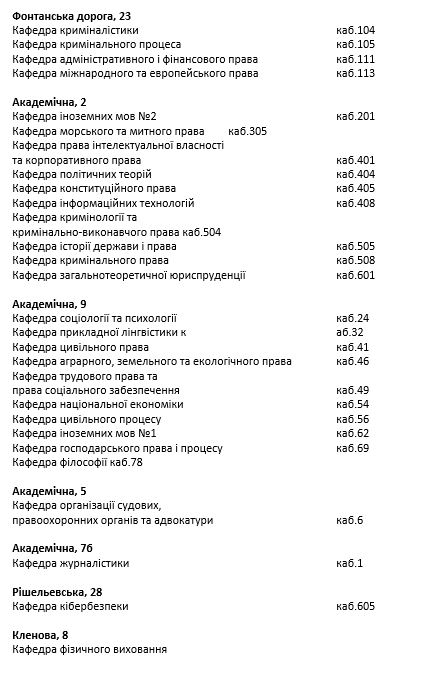 Фонтанська дорога, 23
Кафедра криміналістики каб.104
Кафедра кримінального процеса каб.105
Кафедра адміністративного і фінансового права каб.111
Кафедра міжнародного та европейського права каб.113
Академічна, 2
Кафедра іноземних мов №2 каб.201
Кафедра морського та митного права каб.305
Кафедра права інтелектуальної власності
та корпоративного права каб.401
Кафедра політичних теорій каб.404
Кафедра конституційного права каб.405
Кафедра інформаційних технологій каб.408
Кафедра кримінології та
кримінально-виконавчого права каб.504
Кафедра історії держави і права каб.505
Кафедра кримінального права каб.508
Кафедра загальнотеоретичної юриспруденції каб.601
Академічна, 9
Кафедра соціології та психології каб.24
Кафедра прикладної лінгвістики к аб.32
Кафедра цивільного права каб.41
Кафедра аграрного, земельного та екологічного права каб.46
Кафедра трудового права та
права соціального забезпечення каб.49
Кафедра національної економіки каб.54
Кафедра цивільного процесу каб.56
Кафедра іноземних мов №1 каб.62
Кафедра господарського права і процесу каб.69
Кафедра філософії каб.78
Академічна, 5
Кафедра організації судових,
правоохоронних органів та адвокатури каб.6
Академічна, 7б
Кафедра журналістики каб.1
Рішельевська, 28
Кафедра кібербезпеки каб.605
Кленова, 8
Кафедра фізичного виховання